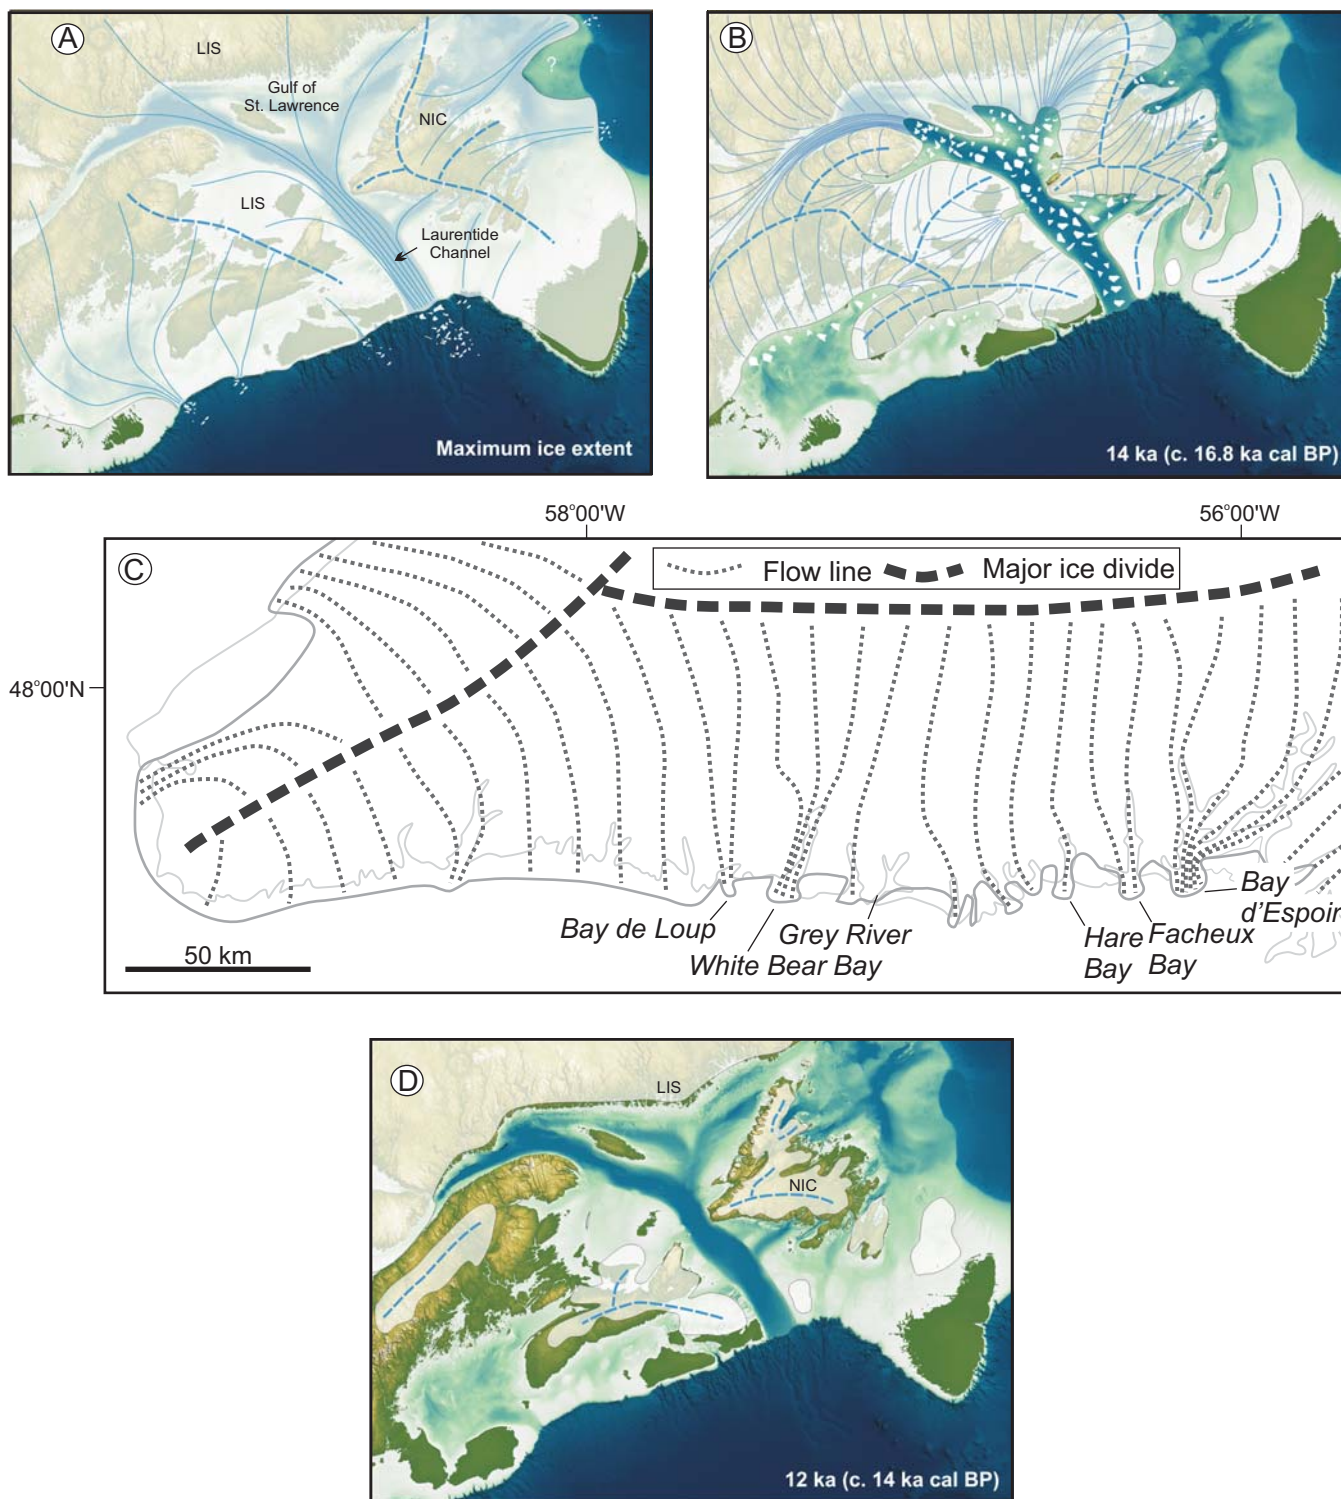 A
LIS
Gulf of
St. Lawrence
NIC
?
LIS
Laurentide
Channel
Maximum ice extent
B
14 ka (c. 16.8 ka cal BP)
58°00'W
56°00'W
C
Flow line
Major ice divide
48°00'N
Bay de Loup
Grey River
White Bear Bay
Hare
Bay
Facheux
Bay
Bay
d'Espoir
50 km
D
LIS
NIC
12 ka (c. 14 ka cal BP)